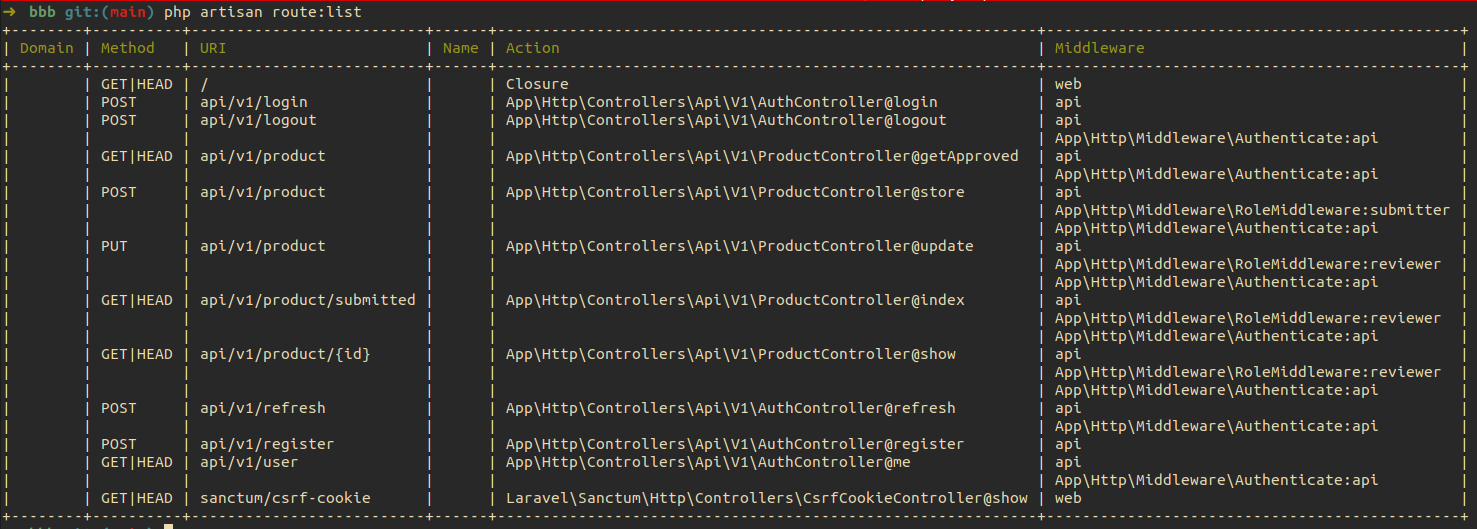 ➜ bbb git:(main) php artisan route:list
+--------+----------+-------------------------+------+------------------------------------------------------------+----------------------------------------------+
| Domain | Method   | URI                     | Name | Action                                                     | Middleware                                   |
+--------+----------+-------------------------+------+------------------------------------------------------------+----------------------------------------------+
|        | GET|HEAD | /                       |      | Closure                                                    | web                                          |
|        | POST     | api/v1/login            |      | App\Http\Controllers\Api\V1\AuthController@login           | api                                          |
|        | POST     | api/v1/logout           |      | App\Http\Controllers\Api\V1\AuthController@logout          | api                                          |
|        |          |                         |      |                                                            | App\Http\Middleware\Authenticate:api         |
|        | GET|HEAD | api/v1/product          |      | App\Http\Controllers\Api\V1\ProductController@getApproved  | api                                          |
|        |          |                         |      |                                                            | App\Http\Middleware\Authenticate:api         |
|        | POST     | api/v1/product          |      | App\Http\Controllers\Api\V1\ProductController@store        | api                                          |
|        |          |                         |      |                                                            | App\Http\Middleware\RoleMiddleware:submitter |
|        |          |                         |      |                                                            | App\Http\Middleware\Authenticate:api         |
|        | PUT      | api/v1/product          |      | App\Http\Controllers\Api\V1\ProductController@update       | api                                          |
|        |          |                         |      |                                                            | App\Http\Middleware\RoleMiddleware:reviewer  |
|        |          |                         |      |                                                            | App\Http\Middleware\Authenticate:api         |
|        | GET|HEAD | api/v1/product/submitted |      | App\Http\Controllers\Api\V1\ProductController@index        | api                                          |
|        |          |                         |      |                                                            | App\Http\Middleware\RoleMiddleware:reviewer  |
|        |          |                         |      |                                                            | App\Http\Middleware\Authenticate:api         |
|        | GET|HEAD | api/v1/product/{id}     |      | App\Http\Controllers\Api\V1\ProductController@show         | api                                          |
|        |          |                         |      |                                                            | App\Http\Middleware\RoleMiddleware:reviewer  |
|        |          |                         |      |                                                            | App\Http\Middleware\Authenticate:api         |
|        | POST     | api/v1/refresh          |      | App\Http\Controllers\Api\V1\AuthController@refresh         | api                                          |
|        |          |                         |      |                                                            | App\Http\Middleware\Authenticate:api         |
|        | POST     | api/v1/register         |      | App\Http\Controllers\Api\V1\AuthController@register        | api                                          |
|        | GET|HEAD | api/v1/user             |      | App\Http\Controllers\Api\V1\AuthController@me              | api                                          |
|        |          |                         |      |                                                            | App\Http\Middleware\Authenticate:api         |
|        | GET|HEAD | sanctum/csrf-cookie     |      | Laravel\Sanctum\Http\Controllers\CsrfCookieController@show | web                                          |
+--------+----------+-------------------------+------+------------------------------------------------------------+----------------------------------------------+